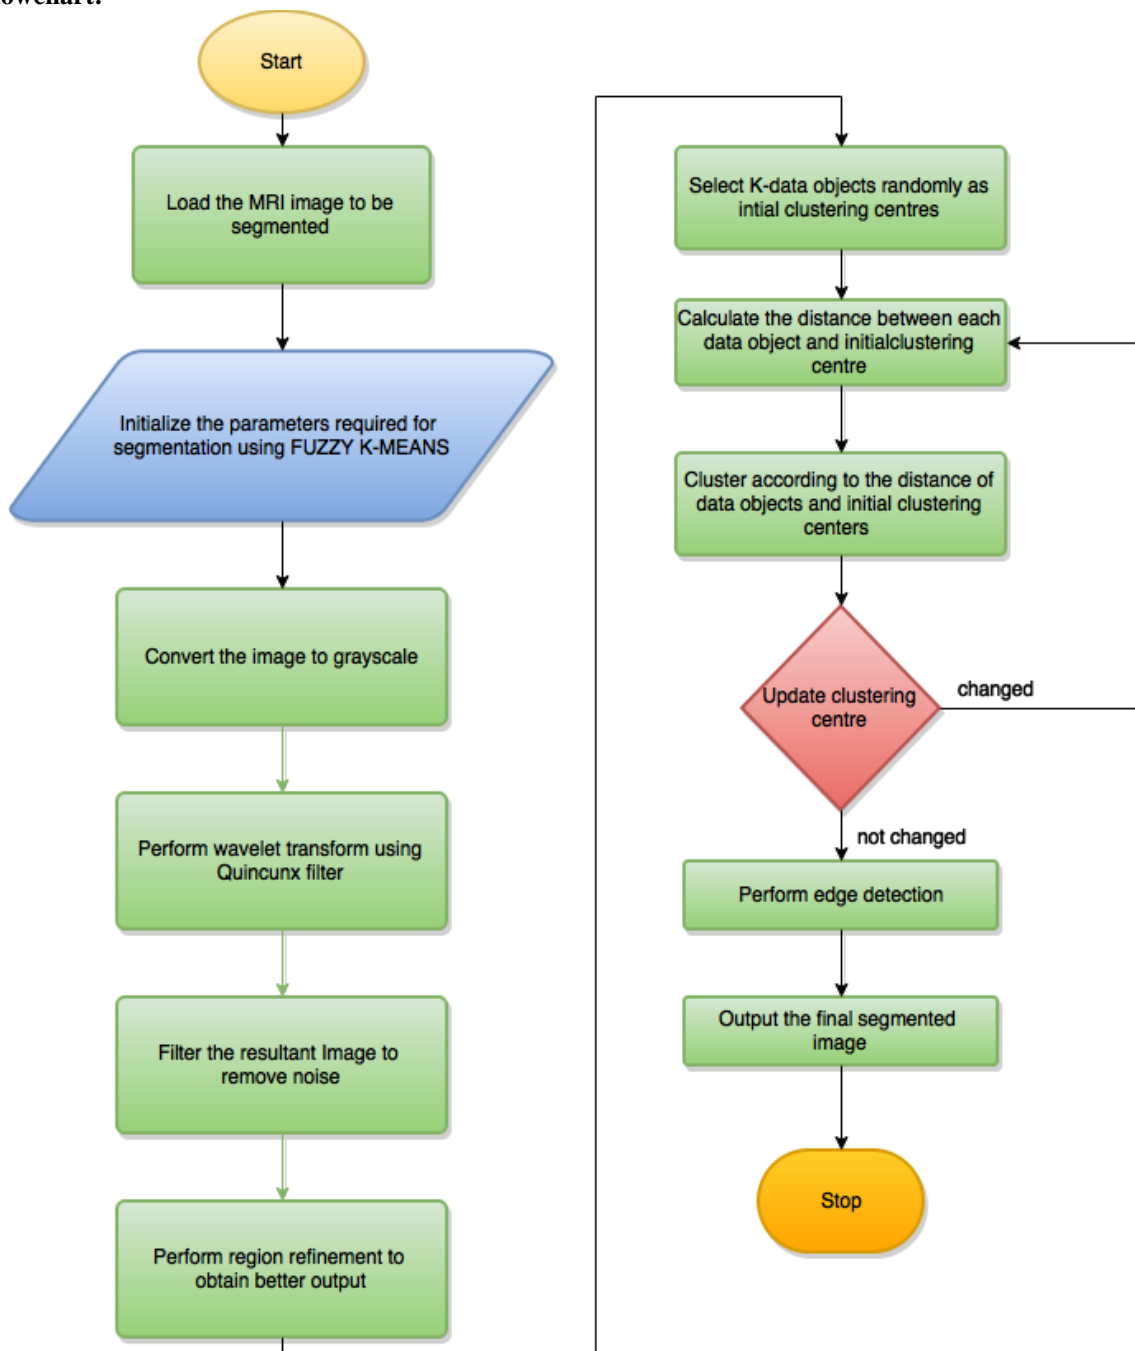 Start
Load the MRI image to be
segmented
Initialize the parameters required for
segmentation using FUZZY K-MEANS
Convert the image to grayscale
Perform wavelet transform using
Quincunx filter
Filter the resultant Image to
remove noise
Perform region refinement to
obtain better output
Select K-data objects randomly as
intial clustering centres
Calculate the distance between each
data object and initialclustering
centre
Cluster according to the distance of
data objects and initial clustering
centers
Update clustering
centre
changed
not changed
Perform edge detection
Output the final segmented
image
Stop